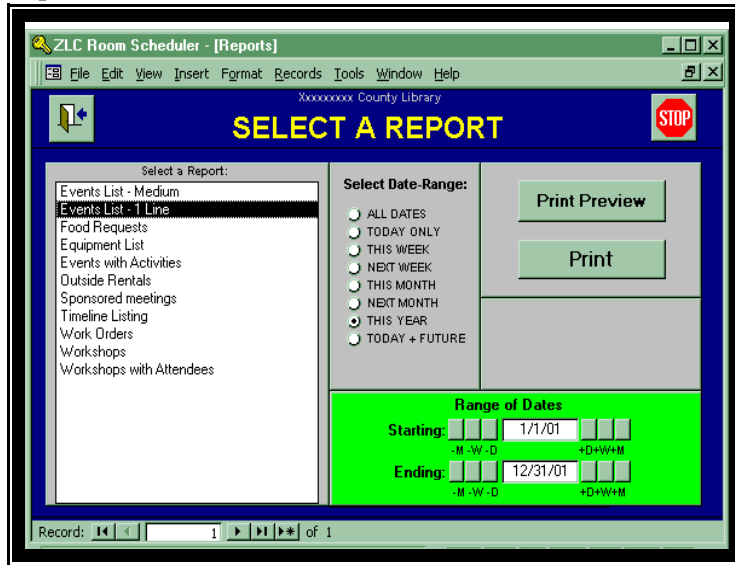 ZLC Room Scheduler - [Reports]
File Edit View Insert Format Records Tools Window Help
Xxxxxxxx County Library
SELECT A REPORT
STOP
Select a Report:
Events List - Medium
Events List - 1 Line
Food Requests
Equipment List
Events with Activities
Outside Rentals
Sponsored meetings
Timeline Listing
Work Orders
Workshops
Workshops with Attendees
Select Date-Range:
ALL DATES
TODAY ONLY
THIS WEEK
NEXT WEEK
THIS MONTH
NEXT MONTH
THIS YEAR
TODAY + FUTURE
Print Preview
Print
Range of Dates
Starting: 1/1/01
-M -W -D +D+W+M
Ending: 12/31/01
-M -W -D +D+W+M
Record: 1 of 1